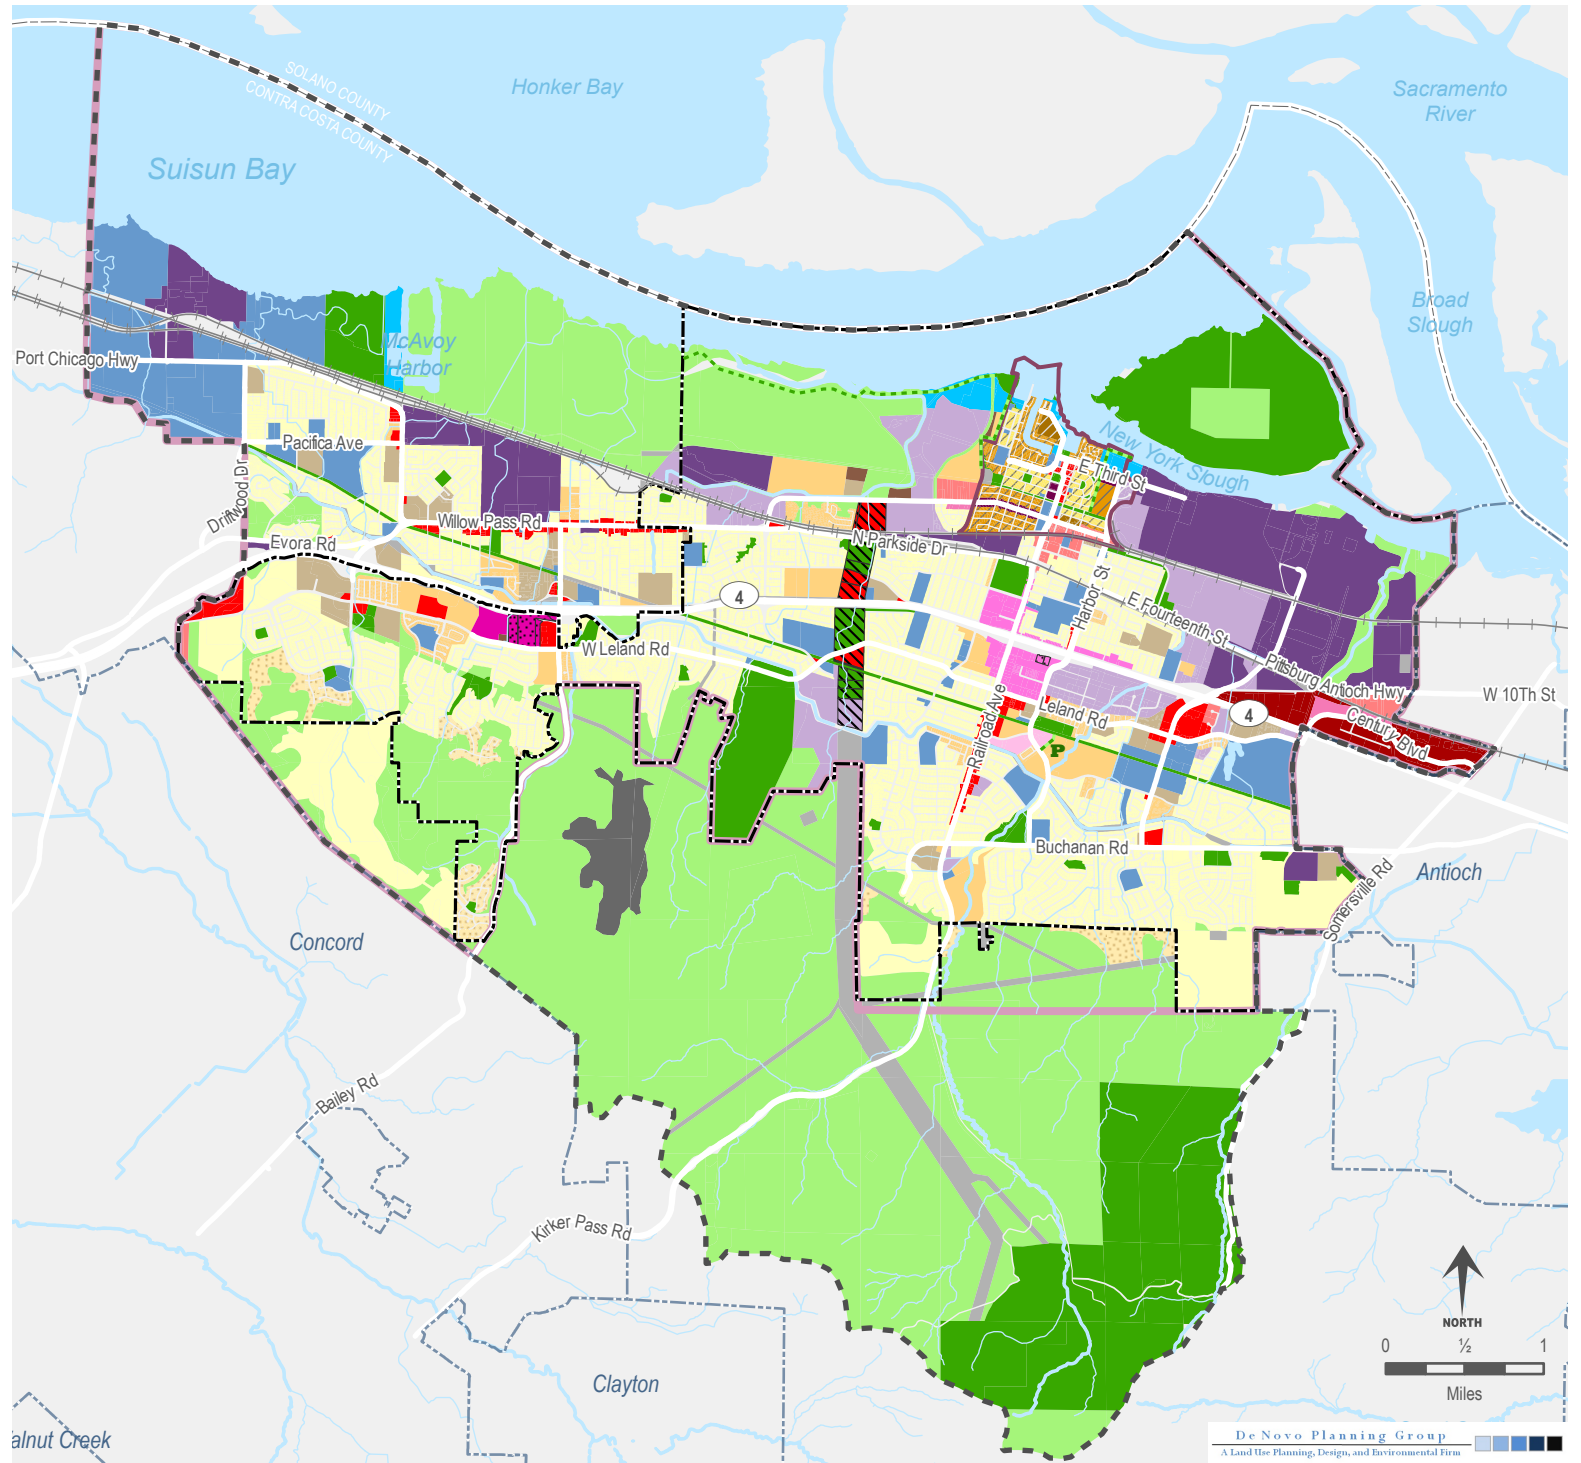 SOLANO COUNTY
CONTRA COSTA COUNTY
Honker Bay
Sacramento
River
Suisun Bay
Broad
Slough
McAvoy
Harbor
Port Chicago Hwy
New York Slough
Pacifica Ave
E Third St
Driftwood Dr
Willow Pass Rd
Evora Rd
N Parkside Dr
4
Harbor St
E Fourteenth St
W Leland Rd
Pittsburg Antioch Hwy
W 10Th St
Railroad Ave
Leland Rd
4
Century Blvd
P
Buchanan Rd
Somersville Rd
Antioch
Concord
Bailey Rd
Kirker Pass Rd
NORTH
0 ½ 1
Miles
Clayton
alnut Creek
De Novo Planning Group
A Land Use Planning, Design, and Environmental Firm